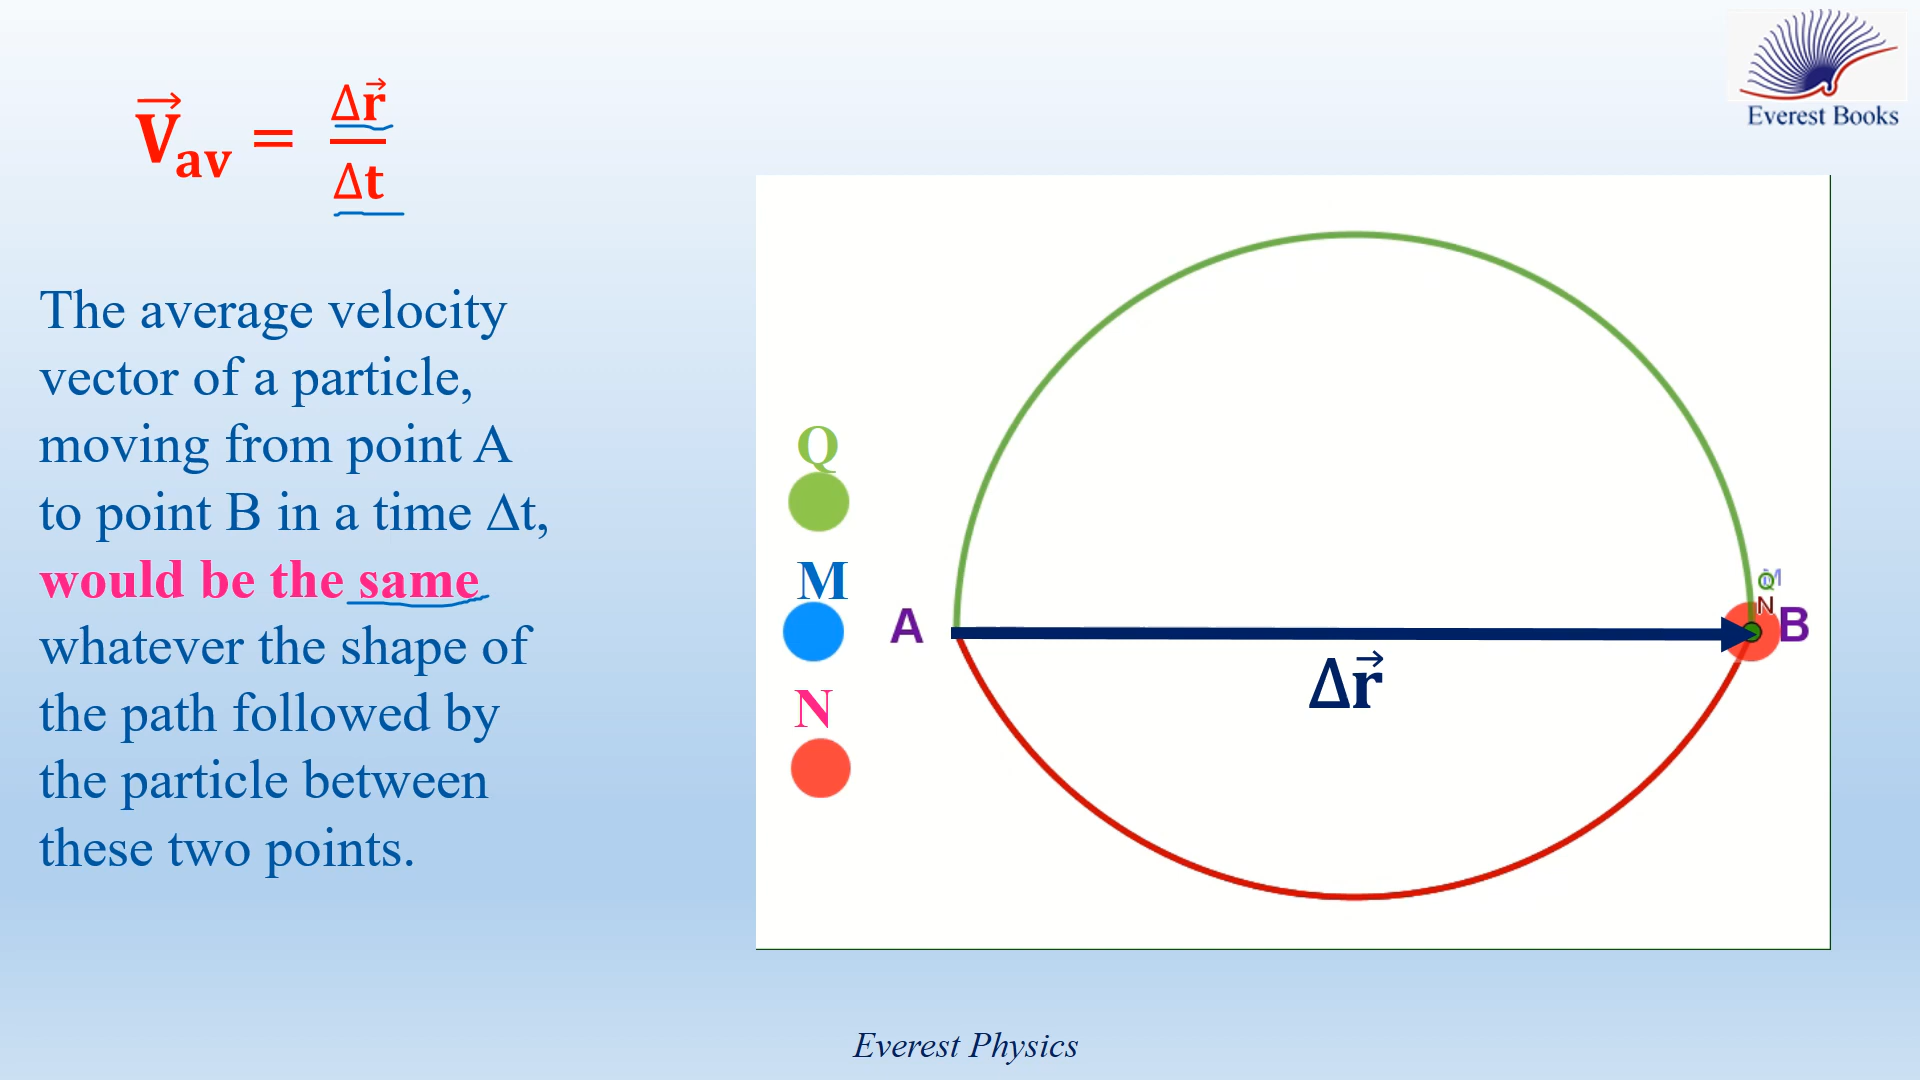 Everest Books
V⃗av = Δr⃗ / Δt
The average velocity
vector of a particle,
moving from point A
to point B in a time Δt,
would be the same
whatever the shape of
the path followed by
the particle between
these two points.
Q
M
N
A
Q M
N
B
Δr⃗
Everest Physics